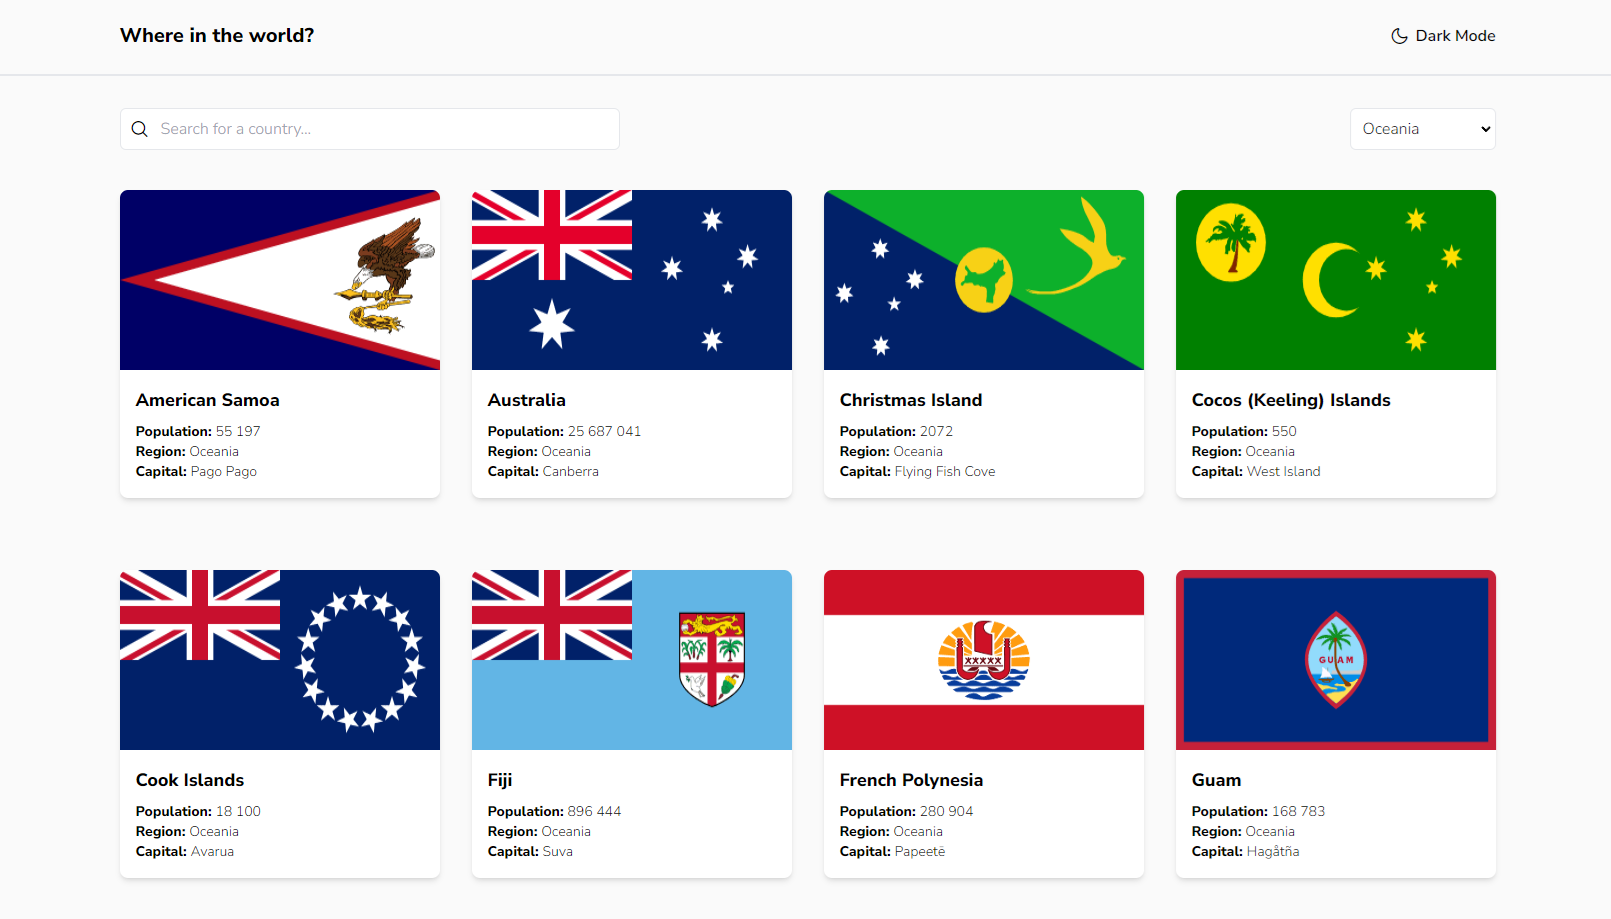 Where in the world?
Dark Mode
Search for a country...
Oceania
American Samoa
Population: 55 197
Region: Oceania
Capital: Pago Pago
Australia
Population: 25 687 041
Region: Oceania
Capital: Canberra
Christmas Island
Population: 2072
Region: Oceania
Capital: Flying Fish Cove
Cocos (Keeling) Islands
Population: 550
Region: Oceania
Capital: West Island
GUAM
Cook Islands
Population: 18 100
Region: Oceania
Capital: Avarua
Fiji
Population: 896 444
Region: Oceania
Capital: Suva
French Polynesia
Population: 280 904
Region: Oceania
Capital: Papeetē
Guam
Population: 168 783
Region: Oceania
Capital: Hagåtña